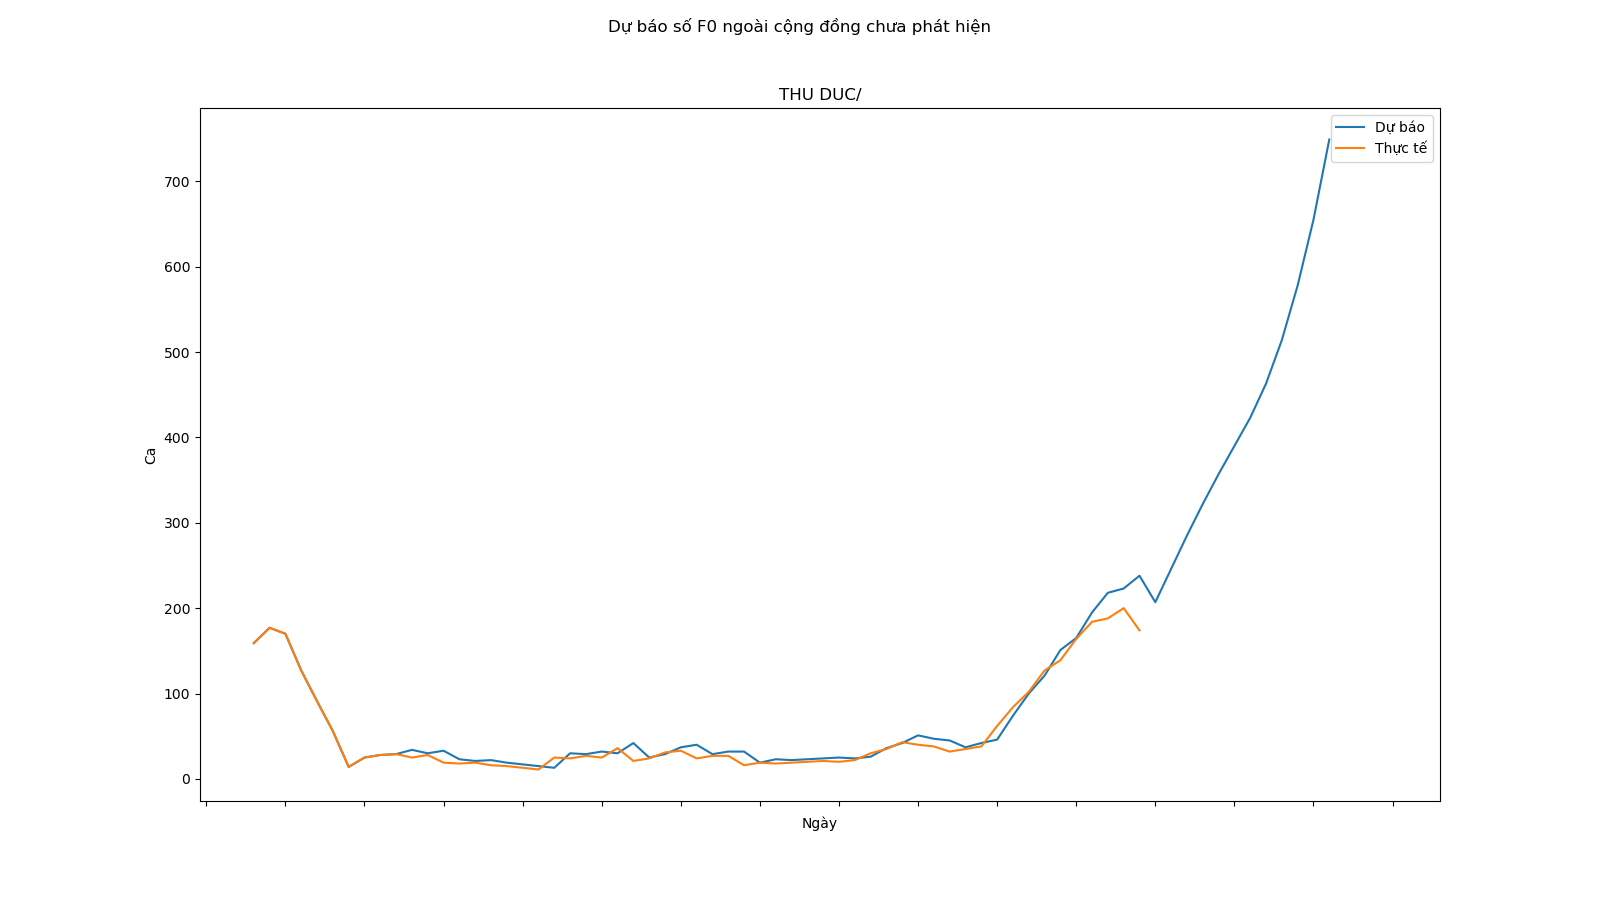 Dự báo số F0 ngoài cộng đồng chưa phát hiện
THU DUC/
Dự báo
Thực tế
700
600
500
400
300
200
100
0
Ca
Ngày